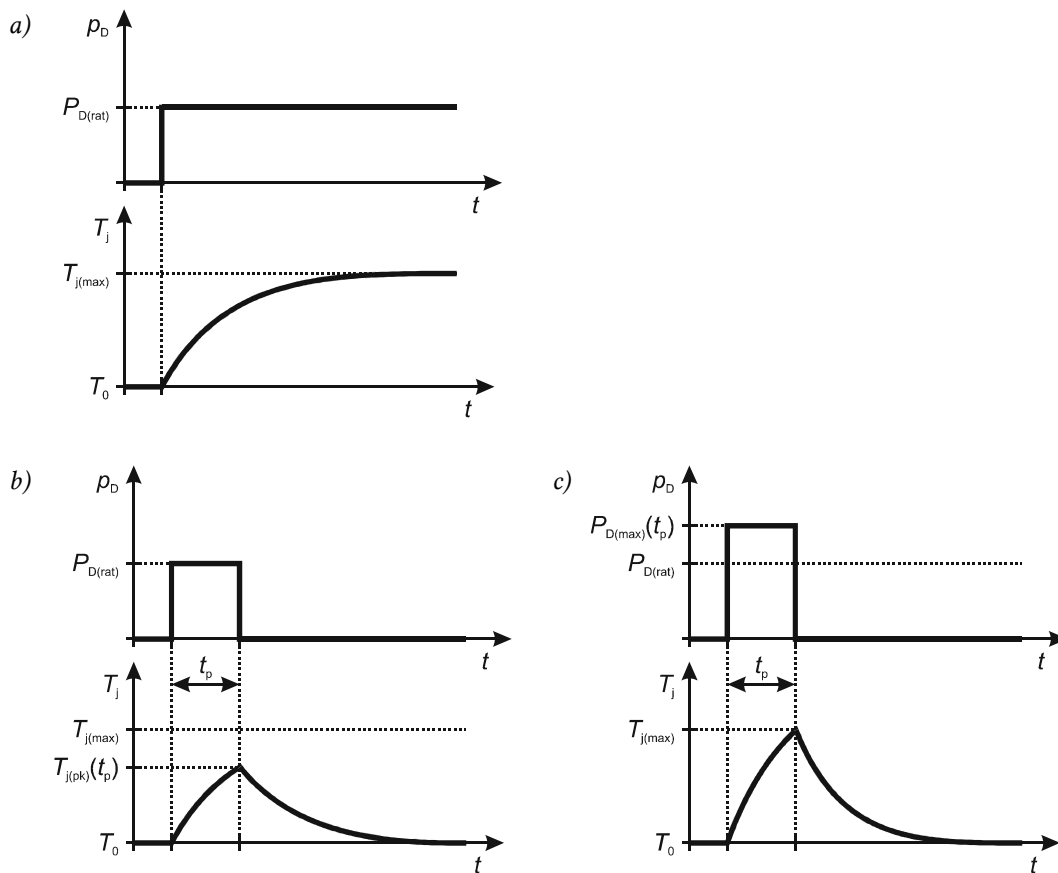 a)
p_D
P_D(rat)
t
T_j
T_j(max)
T_0
t
b)
p_D
P_D(rat)
t
t_p
T_j
T_j(max)
T_j(pk)(t_p)
T_0
t
c)
p_D
P_D(max)(t_p)
P_D(rat)
t
t_p
T_j
T_j(max)
T_0
t